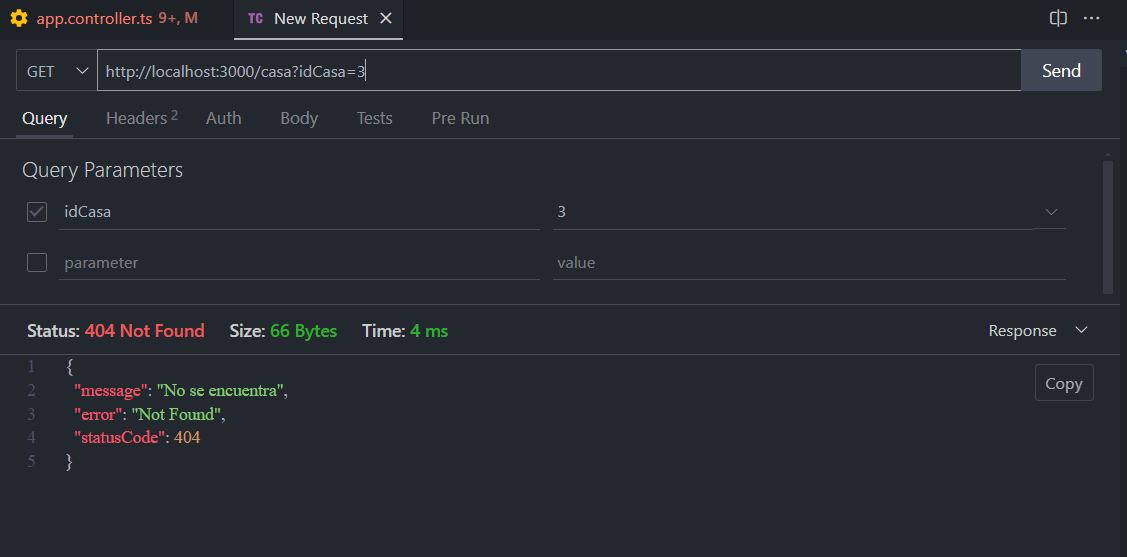 app.controller.ts 9+, M
TC New Request
GET http://localhost:3000/casa?idCasa=3 Send
Query Headers 2 Auth Body Tests Pre Run
Query Parameters
idCasa 3
parameter value
Status: 404 Not Found Size: 66 Bytes Time: 4 ms Response
1 {
2 "message": "No se encuentra",
3 "error": "Not Found",
4 "statusCode": 404
5 }
Copy